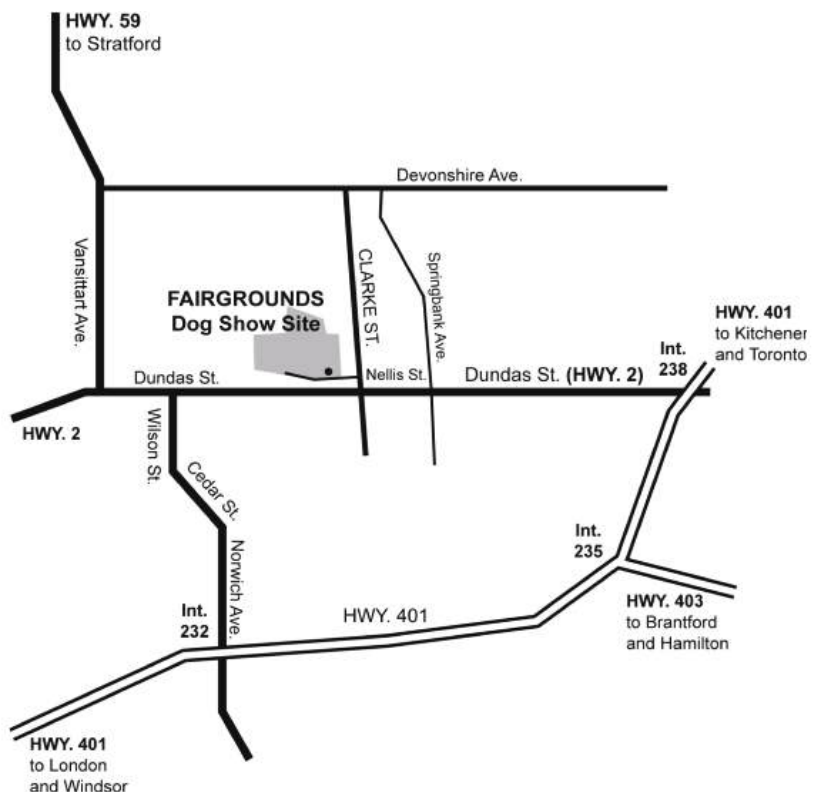 HWY. 59
to Stratford
Devonshire Ave.
Vansittart Ave.
CLARKE ST.
Springbank Ave.
FAIRGROUNDS
Dog Show Site
HWY. 401
to Kitchener
and Toronto
Int.
238
Dundas St.
Nellis St.
Dundas St. (HWY. 2)
HWY. 2
Wilson St.
Cedar St.
Norwich Ave.
Int.
235
Int.
232
HWY. 401
HWY. 403
to Brantford
and Hamilton
HWY. 401
to London
and Windsor